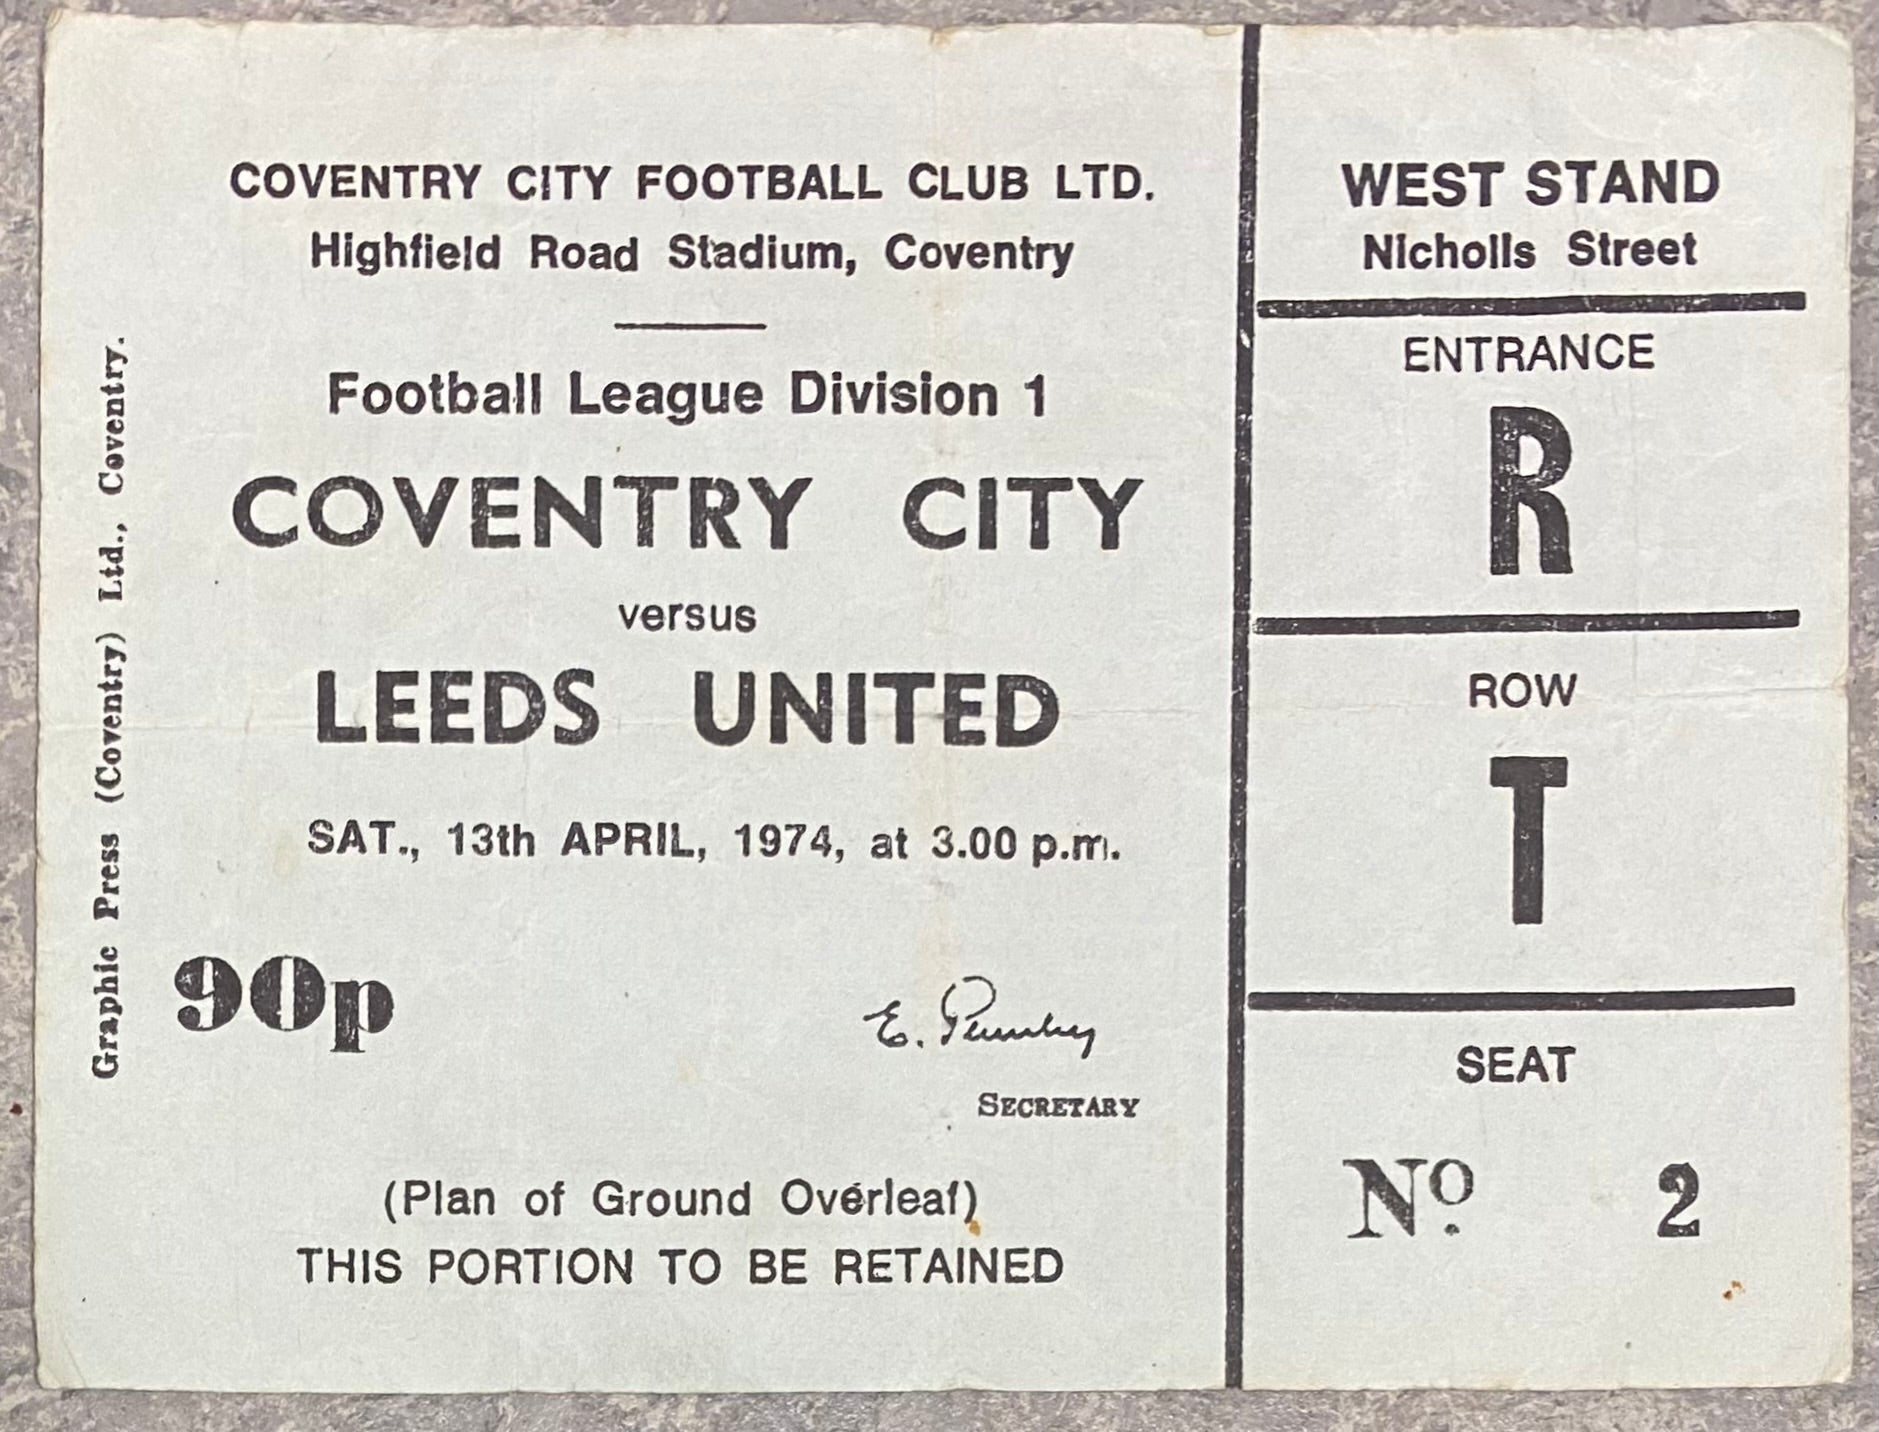 COVENTRY CITY FOOTBALL CLUB LTD.
Highfield Road Stadium, Coventry
Football League Division 1
COVENTRY CITY
versus
LEEDS UNITED
SAT., 13th APRIL, 1974, at 3.00 p.m.
90p
E. Plumley
SECRETARY
(Plan of Ground Overleaf)
THIS PORTION TO BE RETAINED
Graphic Press (Coventry) Ltd., Coventry.
WEST STAND
Nicholls Street
ENTRANCE
R
ROW
T
SEAT
No. 2